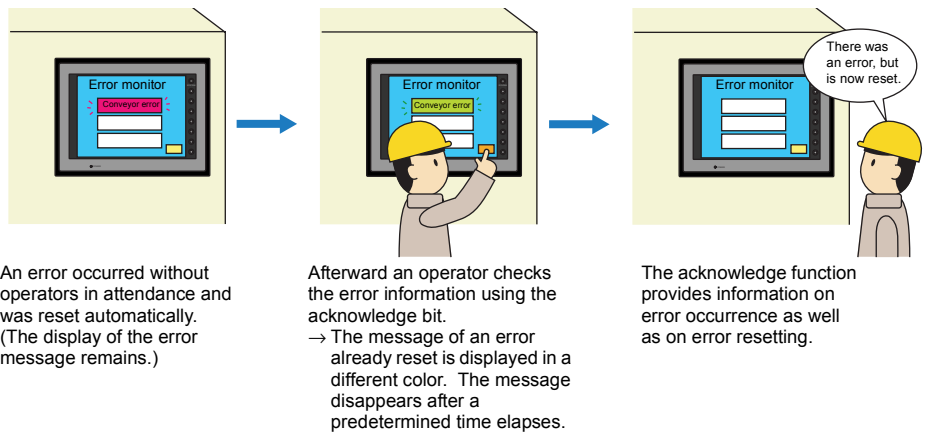 Error monitor
Conveyor error
Error monitor
Conveyor error
Error monitor
There was
an error, but
is now reset.
An error occurred without
operators in attendance and
was reset automatically.
(The display of the error
message remains.)
Afterward an operator checks
the error information using the
acknowledge bit.
→ The message of an error
already reset is displayed in a
different color. The message
disappears after a
predetermined time elapses.
The acknowledge function
provides information on
error occurrence as well
as on error resetting.